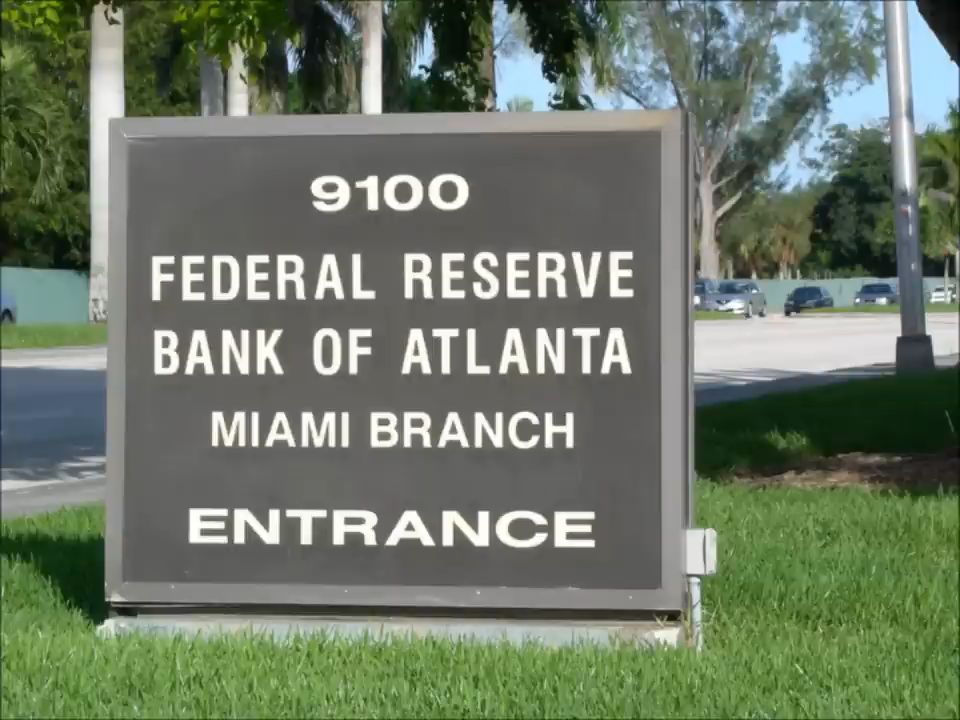 9100
FEDERAL RESERVE
BANK OF ATLANTA
MIAMI BRANCH
ENTRANCE